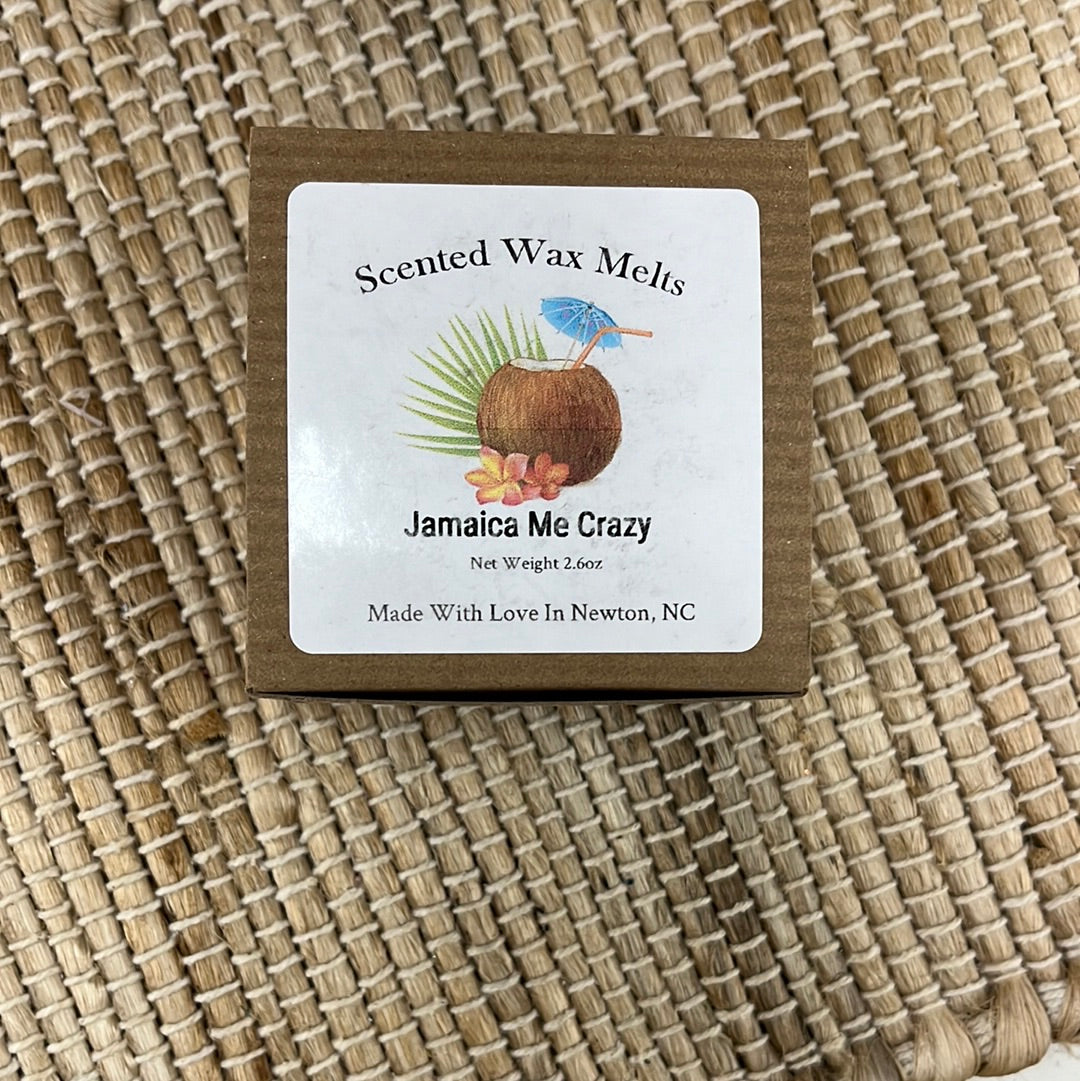 Scented Wax Melts
Jamaica Me Crazy
Net Weight 2.6oz
Made With Love In Newton, NC